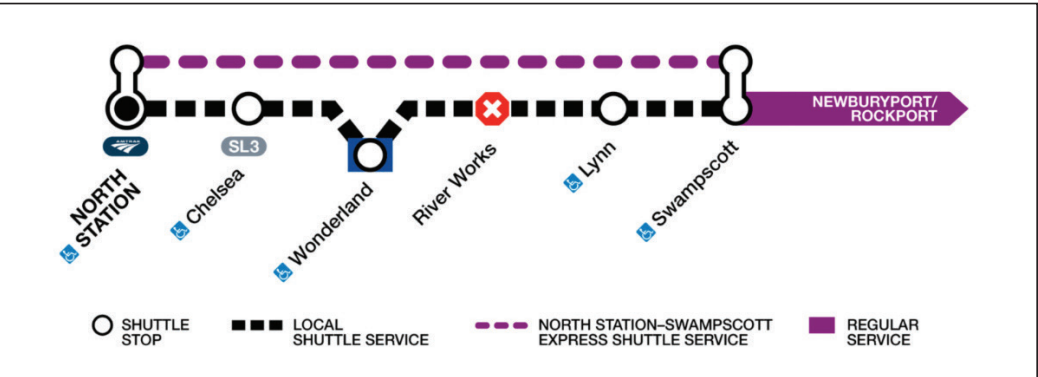 NEWBURYPORT/
ROCKPORT
SL3
NORTH
STATION
Chelsea
Wonderland
River Works
Lynn
Swampscott
SHUTTLE
STOP
LOCAL
SHUTTLE SERVICE
NORTH STATION–SWAMPSCOTT
EXPRESS SHUTTLE SERVICE
REGULAR
SERVICE